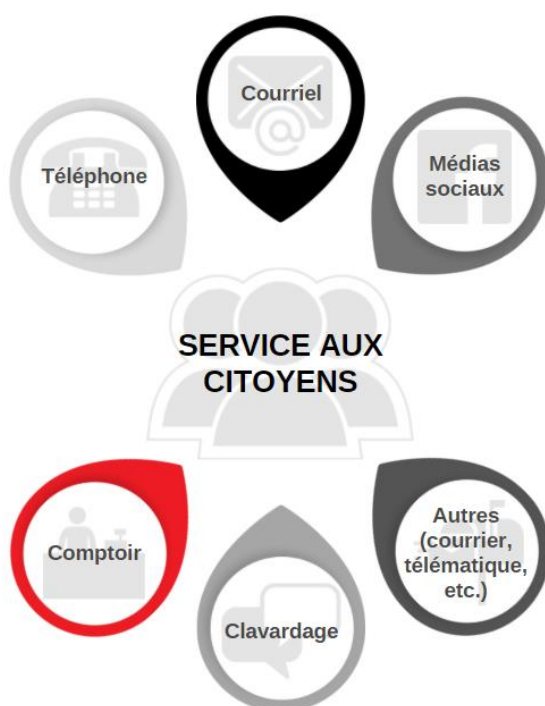 Courriel
Téléphone
Médias
sociaux
SERVICE AUX
CITOYENS
Comptoir
Autres
(courrier,
télématique,
etc.)
Clavardage